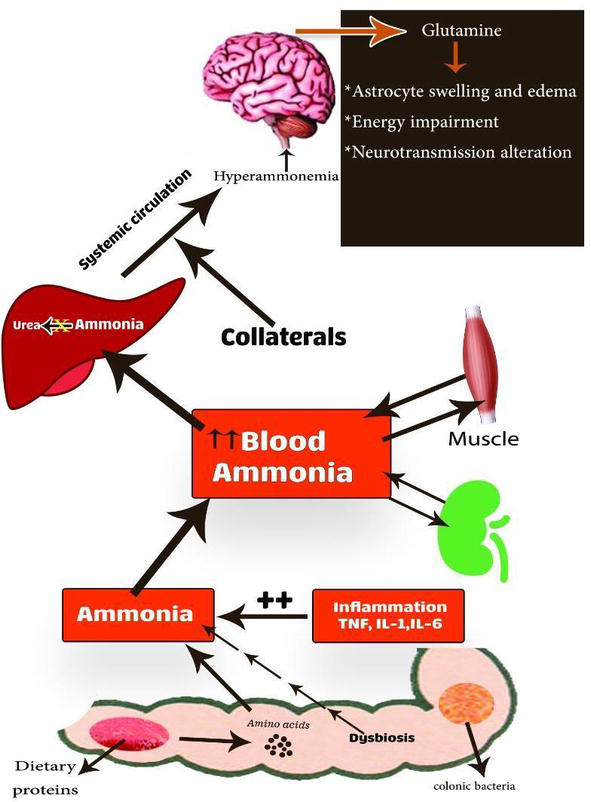 Glutamine
*Astrocyte swelling and edema
*Energy impairment
*Neurotransmission alteration
Hyperammonemia
Systemic circulation
Urea X Ammonia
Collaterals
Muscle
↑↑Blood
Ammonia
Ammonia
++
Inflammation
TNF, IL-1,IL-6
Amino acids
Dysbiosis
Dietary
proteins
colonic bacteria